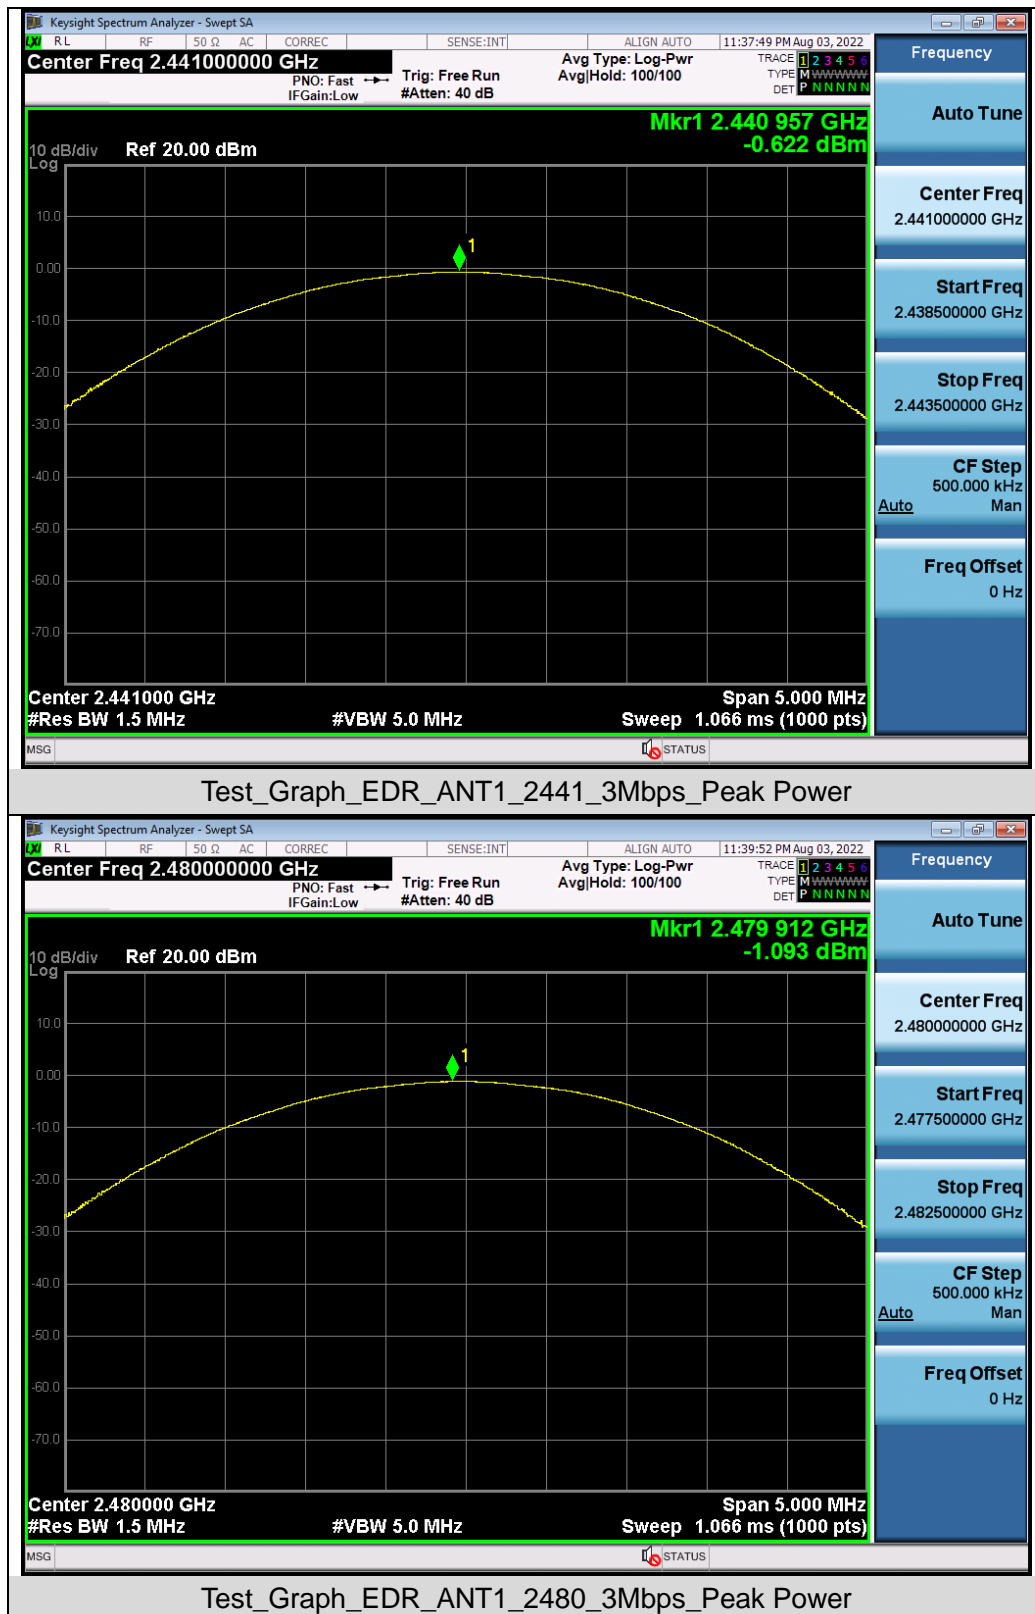 Keysight Spectrum Analyzer - Swept SA
LXI RL RF 50 Ω AC CORREC SENSE:INT ALIGN AUTO 11:37:49 PM Aug 03, 2022
Center Freq 2.441000000 GHz
PNO: Fast
IFGain:Low
Trig: Free Run
#Atten: 40 dB
Avg Type: Log-Pwr
Avg|Hold: 100/100
TRACE 1 2 3 4 5 6
TYPE M WWWWW
DET P N N N N N
Mkr1 2.440 957 GHz
-0.622 dBm
10 dB/div Ref 20.00 dBm
Log
1
10.0
0.00
-10.0
-20.0
-30.0
-40.0
-50.0
-60.0
-70.0
Center 2.441000 GHz Span 5.000 MHz
#Res BW 1.5 MHz #VBW 5.0 MHz Sweep 1.066 ms (1000 pts)
MSG STATUS
Frequency
Auto Tune
Center Freq
2.441000000 GHz
Start Freq
2.438500000 GHz
Stop Freq
2.443500000 GHz
CF Step
500.000 kHz
Auto Man
Freq Offset
0 Hz
Test_Graph_EDR_ANT1_2441_3Mbps_Peak Power
Keysight Spectrum Analyzer - Swept SA
LXI RL RF 50 Ω AC CORREC SENSE:INT ALIGN AUTO 11:39:52 PM Aug 03, 2022
Center Freq 2.480000000 GHz
PNO: Fast
IFGain:Low
Trig: Free Run
#Atten: 40 dB
Avg Type: Log-Pwr
Avg|Hold: 100/100
TRACE 1 2 3 4 5 6
TYPE M WWWWW
DET P N N N N N
Mkr1 2.479 912 GHz
-1.093 dBm
10 dB/div Ref 20.00 dBm
Log
1
10.0
0.00
-10.0
-20.0
-30.0
-40.0
-50.0
-60.0
-70.0
Center 2.480000 GHz Span 5.000 MHz
#Res BW 1.5 MHz #VBW 5.0 MHz Sweep 1.066 ms (1000 pts)
MSG STATUS
Frequency
Auto Tune
Center Freq
2.480000000 GHz
Start Freq
2.477500000 GHz
Stop Freq
2.482500000 GHz
CF Step
500.000 kHz
Auto Man
Freq Offset
0 Hz
Test_Graph_EDR_ANT1_2480_3Mbps_Peak Power